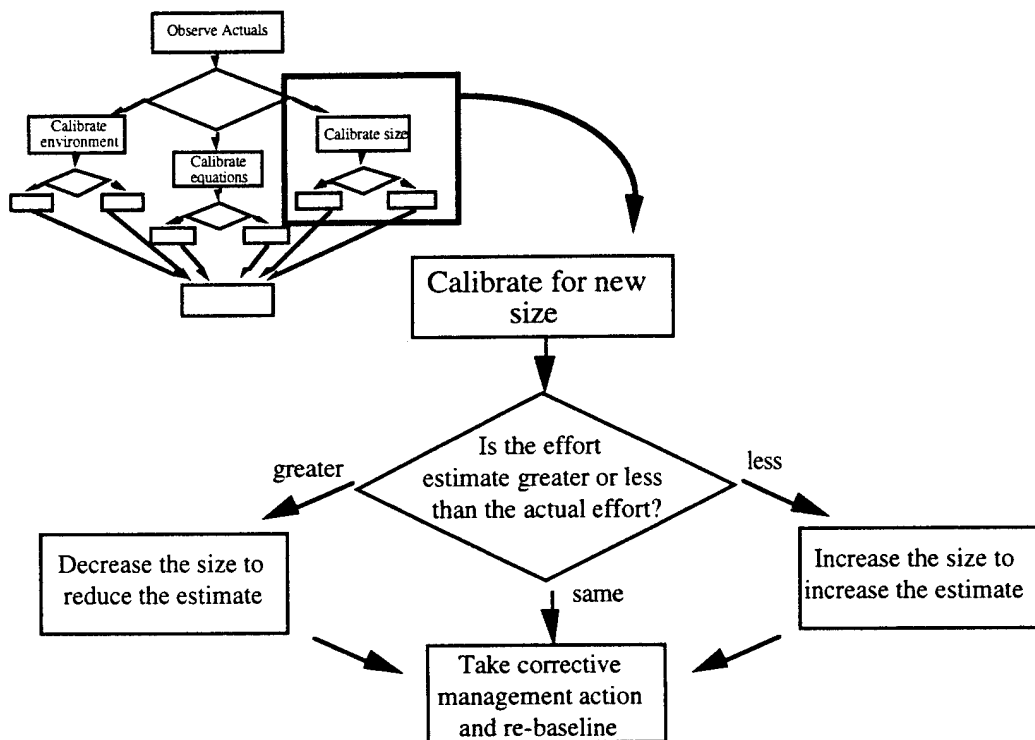 Observe Actuals
Calibrate
environment
Calibrate
equations
Calibrate size
Calibrate for new
size
Is the effort
estimate greater or less
than the actual effort?
greater
less
same
Decrease the size to
reduce the estimate
Increase the size to
increase the estimate
Take corrective
management action
and re-baseline